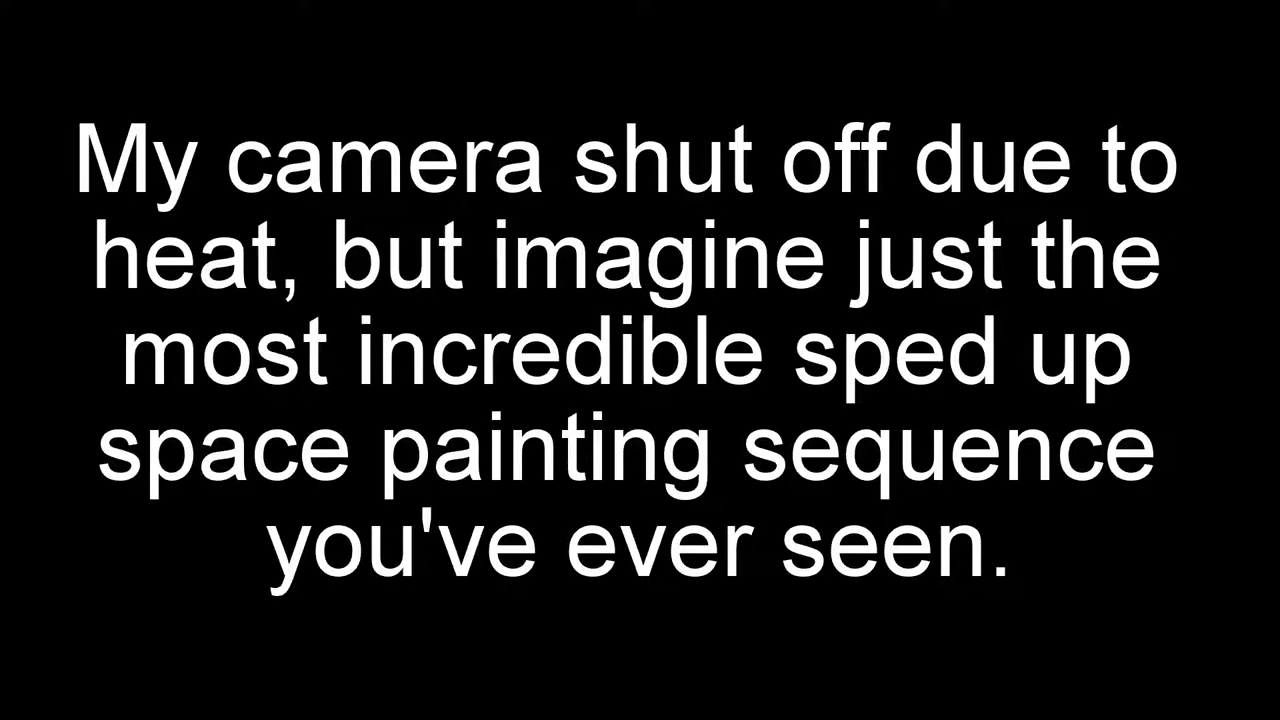 My camera shut off due to
heat, but imagine just the
most incredible sped up
space painting sequence
you've ever seen.